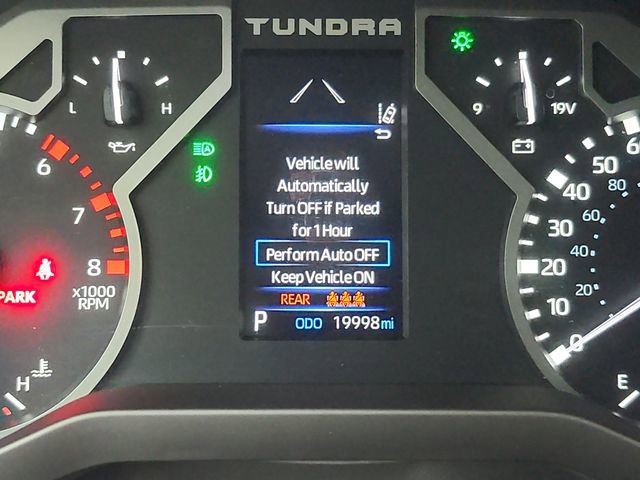 TUNDRA
L
H
9
19V
A
6
7
8
x1000
RPM
PARK
H
Vehicle will
Automatically
Turn OFF if Parked
for 1 Hour
Perform Auto OFF
Keep Vehicle ON
REAR
P ODO 19998 mi
60
50
80
40
60
30
40
20
20
10
0
E